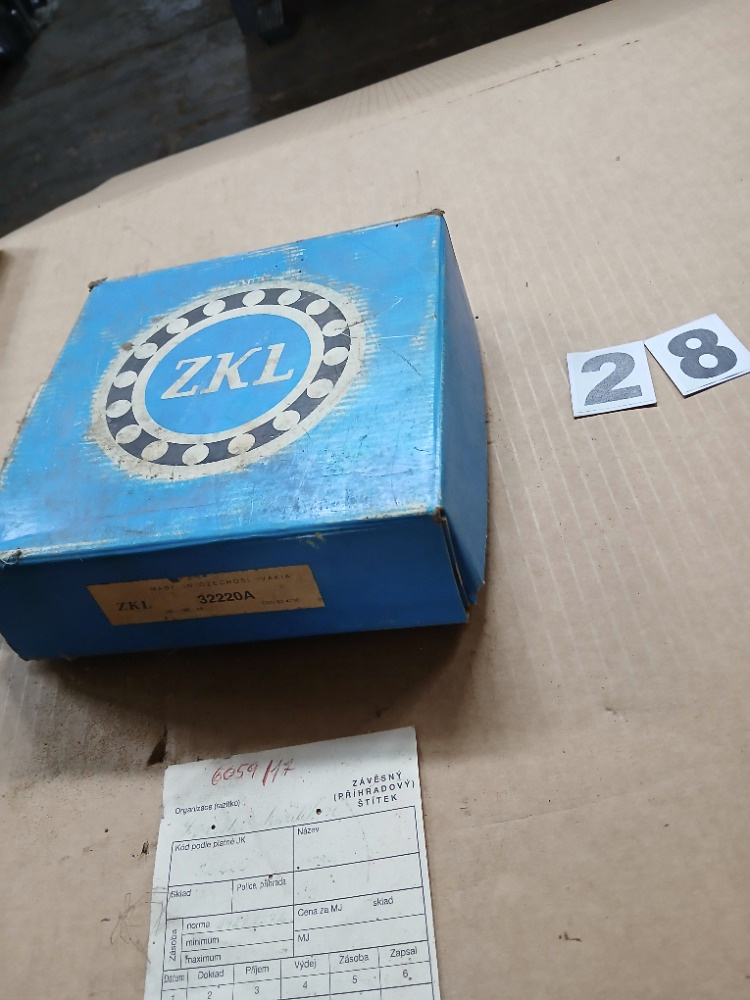 ZKL
28
MADE IN CZECHOSLOVAKIA
ZKL 32220A
6059/17
ZÁVĚSNÝ
(PŘÍHRADOVÝ)
ŠTÍTEK
Organizace (razítko)
Kód podle platné JK
Název
Sklad
Police, přihrada
Zásoba
norma
minimum
maximum
Cena za MJ sklad
MJ
Datum Doklad Příjem Výdej Zásoba Zapsal
1 2 3 4 5 6